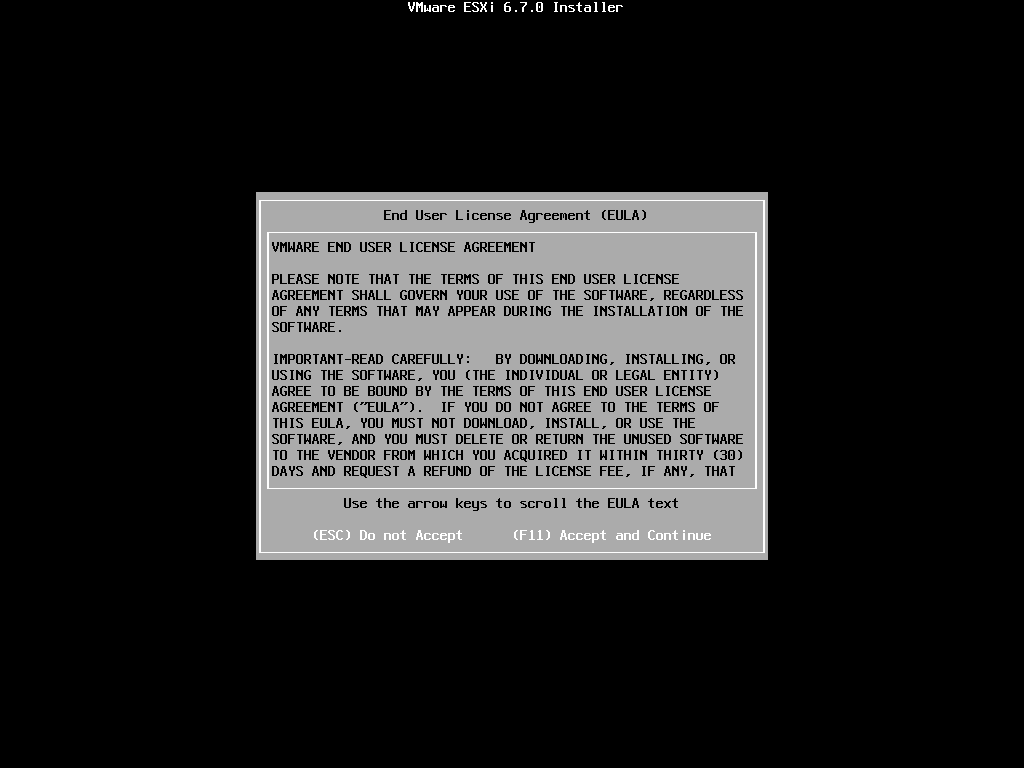 VMware ESXi 6.7.0 Installer
End User License Agreement (EULA)
VMWARE END USER LICENSE AGREEMENT
PLEASE NOTE THAT THE TERMS OF THIS END USER LICENSE
AGREEMENT SHALL GOVERN YOUR USE OF THE SOFTWARE, REGARDLESS
OF ANY TERMS THAT MAY APPEAR DURING THE INSTALLATION OF THE
SOFTWARE.
IMPORTANT-READ CAREFULLY:   BY DOWNLOADING, INSTALLING, OR
USING THE SOFTWARE, YOU (THE INDIVIDUAL OR LEGAL ENTITY)
AGREE TO BE BOUND BY THE TERMS OF THIS END USER LICENSE
AGREEMENT ("EULA").  IF YOU DO NOT AGREE TO THE TERMS OF
THIS EULA, YOU MUST NOT DOWNLOAD, INSTALL, OR USE THE
SOFTWARE, AND YOU MUST DELETE OR RETURN THE UNUSED SOFTWARE
TO THE VENDOR FROM WHICH YOU ACQUIRED IT WITHIN THIRTY (30)
DAYS AND REQUEST A REFUND OF THE LICENSE FEE, IF ANY, THAT
Use the arrow keys to scroll the EULA text
(ESC) Do not Accept      (F11) Accept and Continue